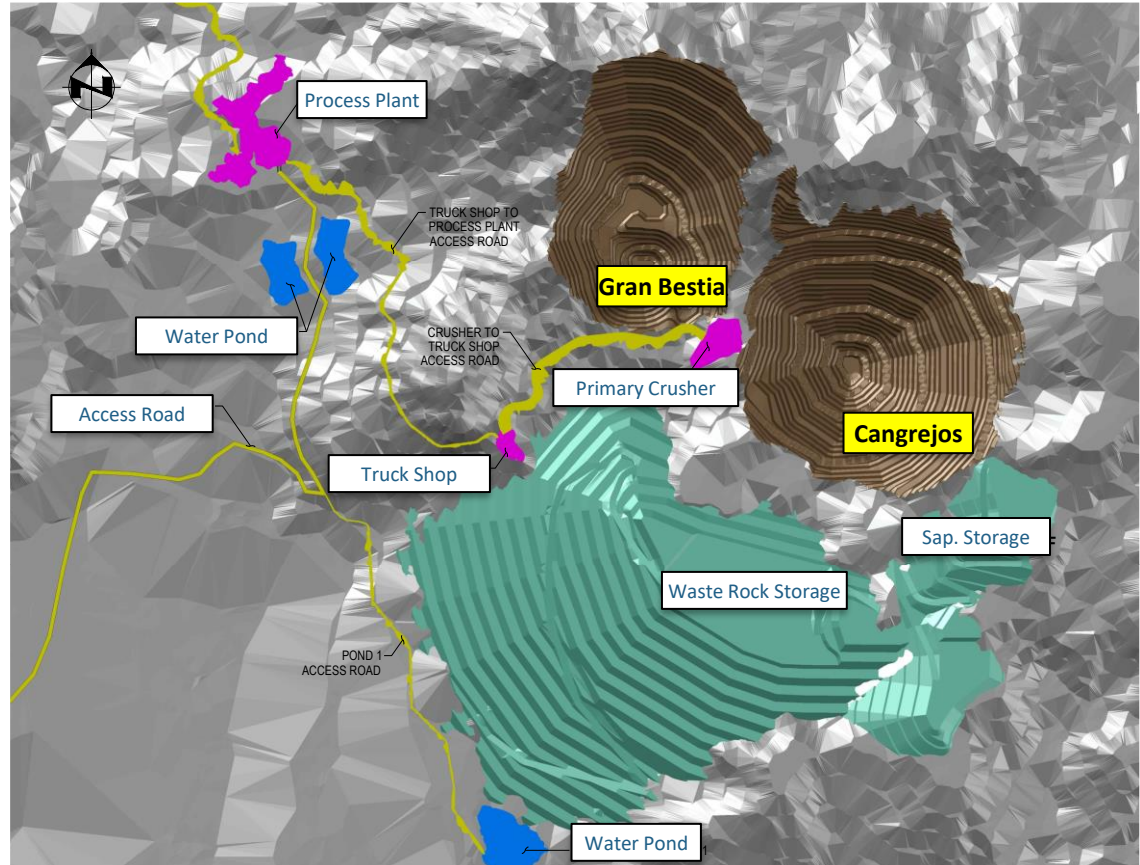 Process Plant
TRUCK SHOP TO
PROCESS PLANT
ACCESS ROAD
Gran Bestia
Water Pond
CRUSHER TO
TRUCK SHOP
ACCESS ROAD
Primary Crusher
Access Road
Cangrejos
Truck Shop
Sap. Storage
Waste Rock Storage
POND 1
ACCESS ROAD
Water Pond 1